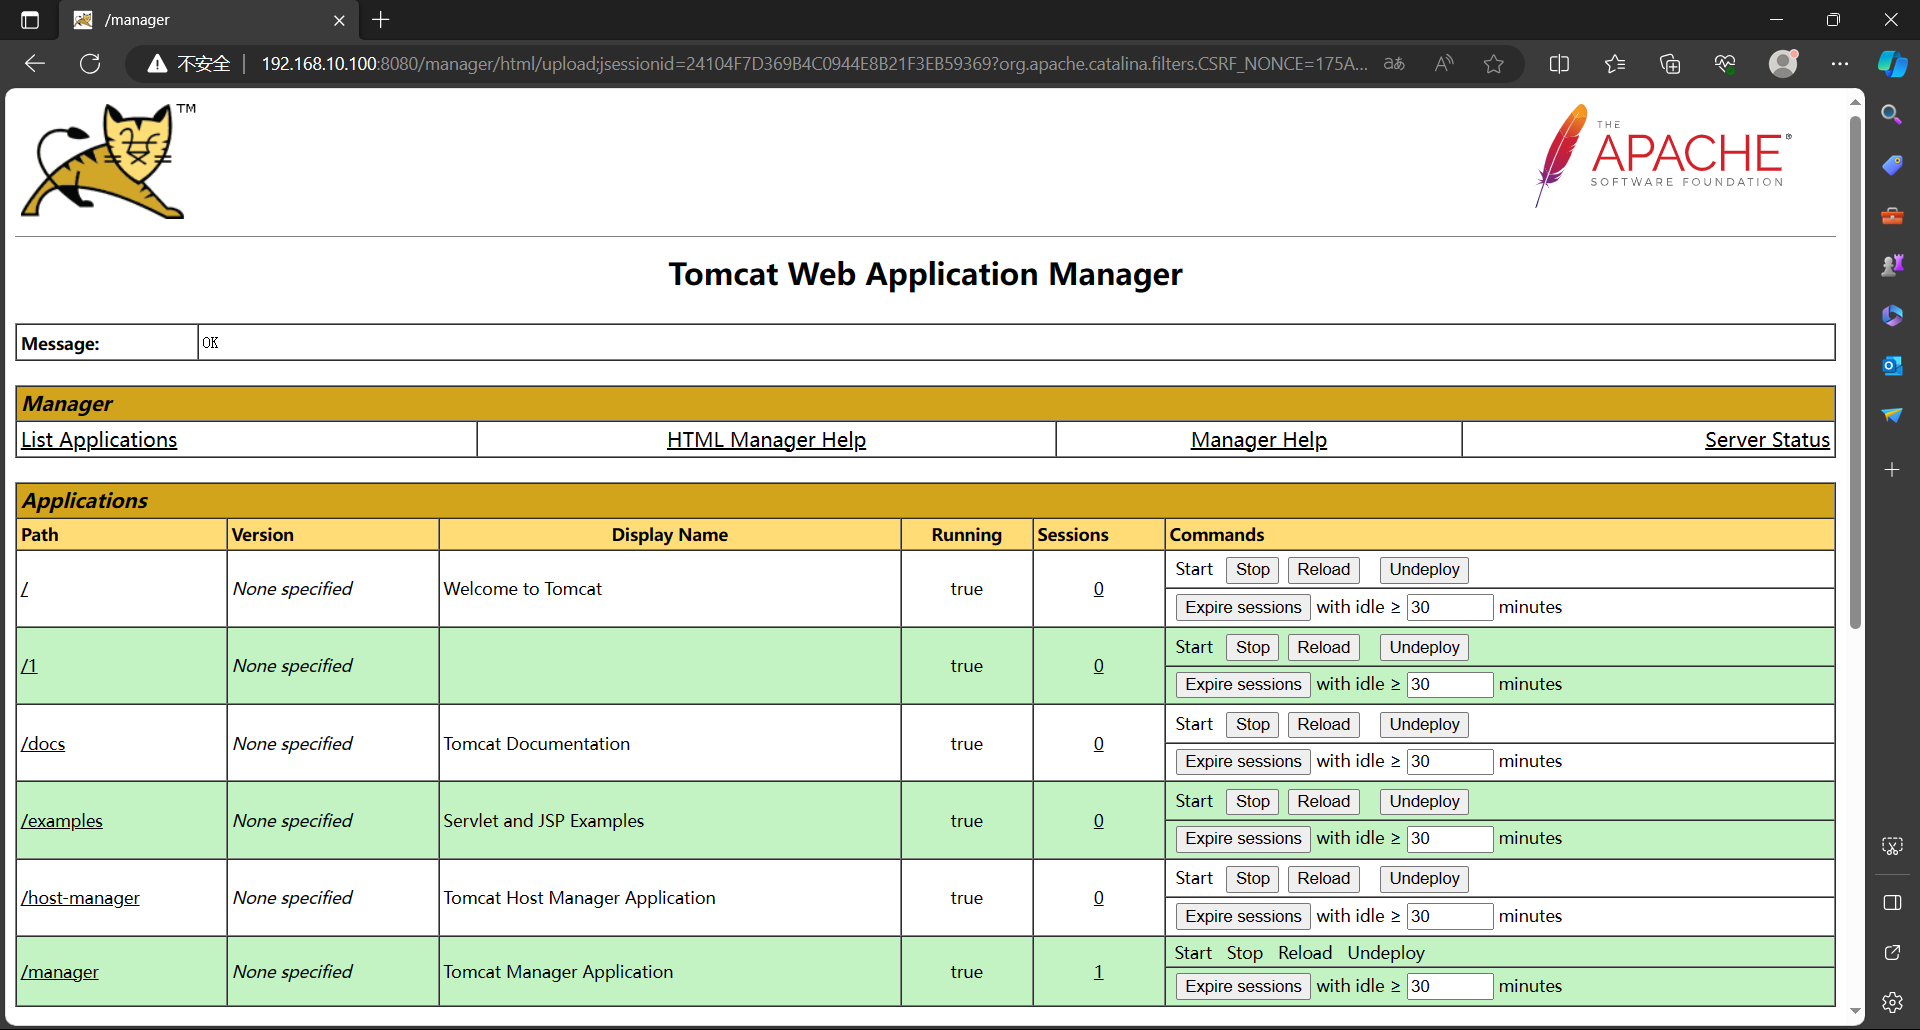 /manager
不安全 192.168.10.100:8080/manager/html/upload;jsessionid=24104F7D369B4C0944E8B21F3EB59369?org.apache.catalina.filters.CSRF_NONCE=175A...
TM
THE
APACHE®
SOFTWARE FOUNDATION
Tomcat Web Application Manager
Message: OK
Manager
List Applications HTML Manager Help Manager Help Server Status
Applications
Path Version Display Name Running Sessions Commands
/ None specified Welcome to Tomcat true 0 Start Stop Reload Undeploy
Expire sessions with idle ≥ 30 minutes
/1 None specified true 0 Start Stop Reload Undeploy
Expire sessions with idle ≥ 30 minutes
/docs None specified Tomcat Documentation true 0 Start Stop Reload Undeploy
Expire sessions with idle ≥ 30 minutes
/examples None specified Servlet and JSP Examples true 0 Start Stop Reload Undeploy
Expire sessions with idle ≥ 30 minutes
/host-manager None specified Tomcat Host Manager Application true 0 Start Stop Reload Undeploy
Expire sessions with idle ≥ 30 minutes
/manager None specified Tomcat Manager Application true 1 Start Stop Reload Undeploy
Expire sessions with idle ≥ 30 minutes